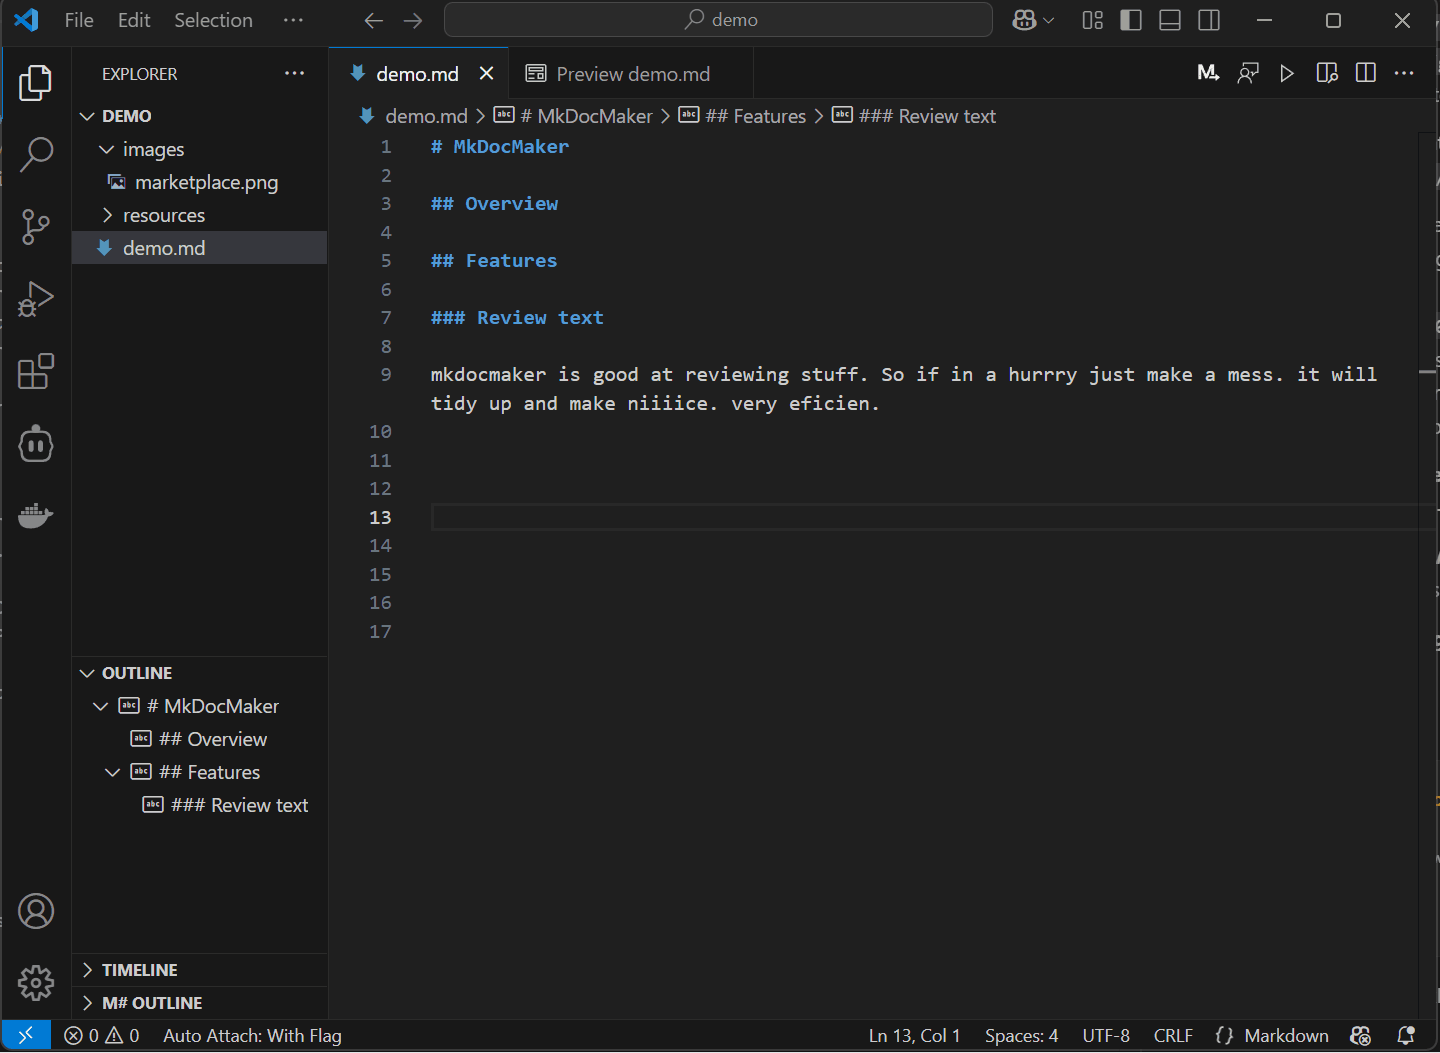 File Edit Selection ··· demo
EXPLORER ···
DEMO
images
marketplace.png
resources
demo.md
OUTLINE
# MkDocMaker
## Overview
## Features
### Review text
TIMELINE
M# OUTLINE
demo.md Preview demo.md
demo.md > # MkDocMaker > ## Features > ### Review text
1 # MkDocMaker
2
3 ## Overview
4
5 ## Features
6
7 ### Review text
8
9 mkdocmaker is good at reviewing stuff. So if in a hurrry just make a mess. it will
tidy up and make niiiice. very eficien.
10
11
12
13
14
15
16
17
0 0 Auto Attach: With Flag Ln 13, Col 1 Spaces: 4 UTF-8 CRLF {} Markdown